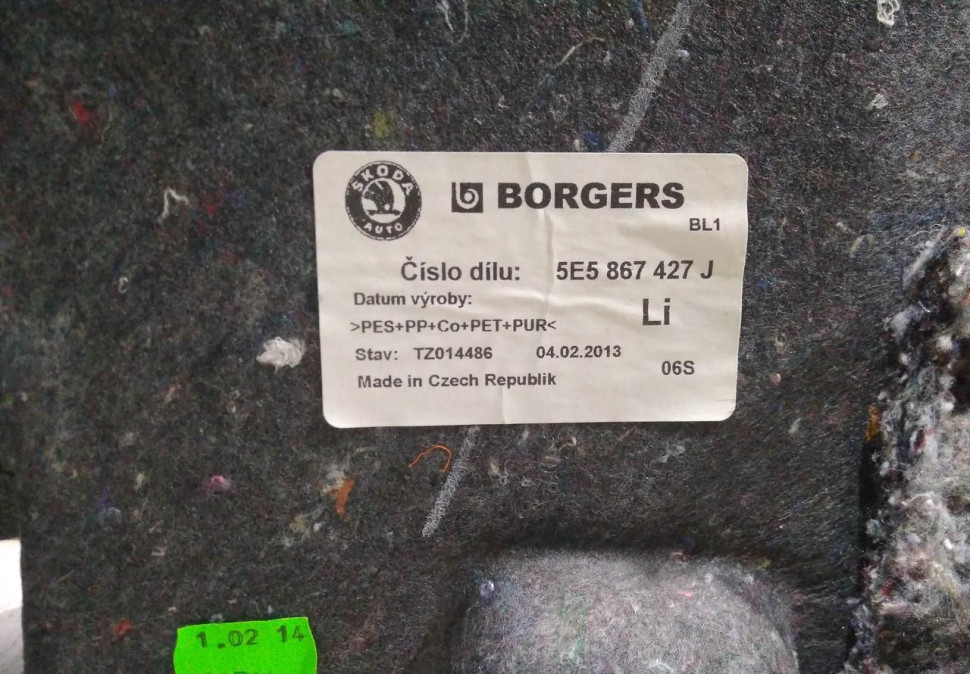 ŠKODA
AUTO
BORGERS
BL1
Číslo dílu: 5E5 867 427 J
Datum výroby:
Li
>PES+PP+Co+PET+PUR<
Stav: TZ014486 04.02.2013
06S
Made in Czech Republik
1.02 14